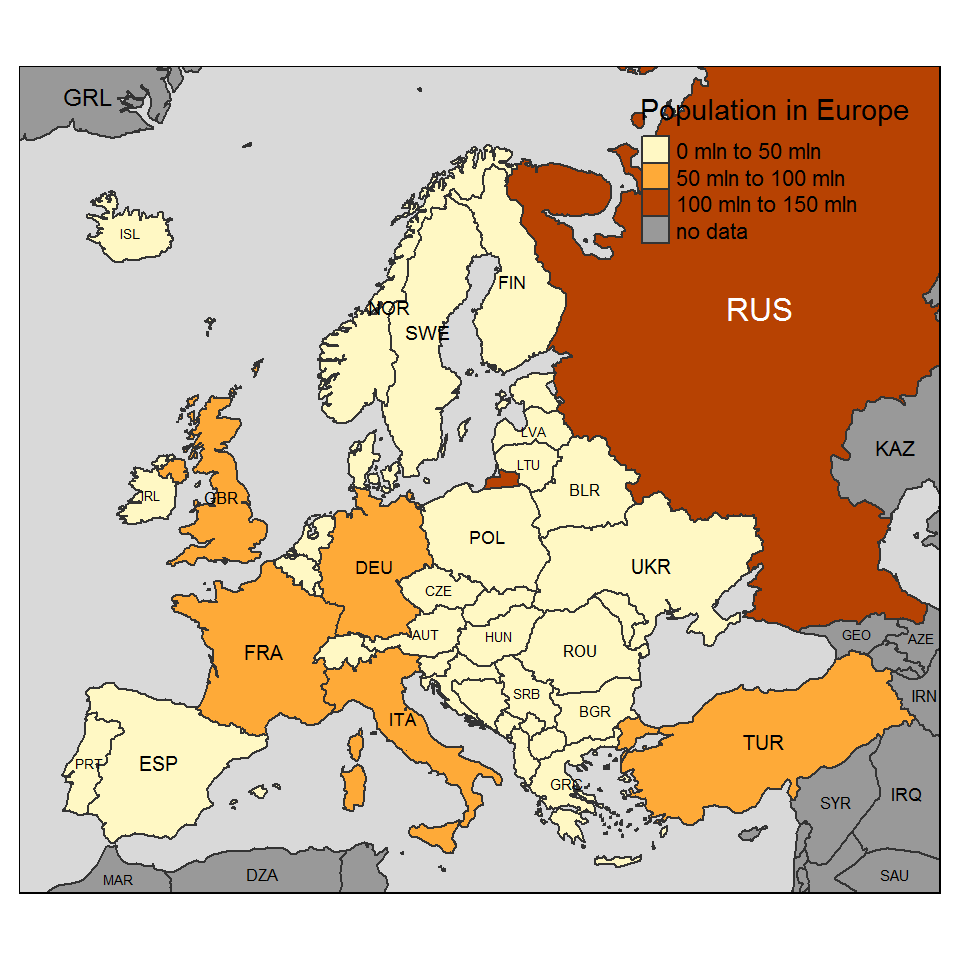 GRL
Population in Europe
0 mln to 50 mln
50 mln to 100 mln
100 mln to 150 mln
no data
ISL
FIN
NOR
RUS
SWE
LVA
KAZ
LTU
BLR
IRL
GBR
POL
DEU
UKR
CZE
AUT
HUN
GEO
AZE
FRA
ROU
SRB
IRN
BGR
ITA
TUR
PRT
ESP
GRC
IRQ
SYR
DZA
SAU
MAR